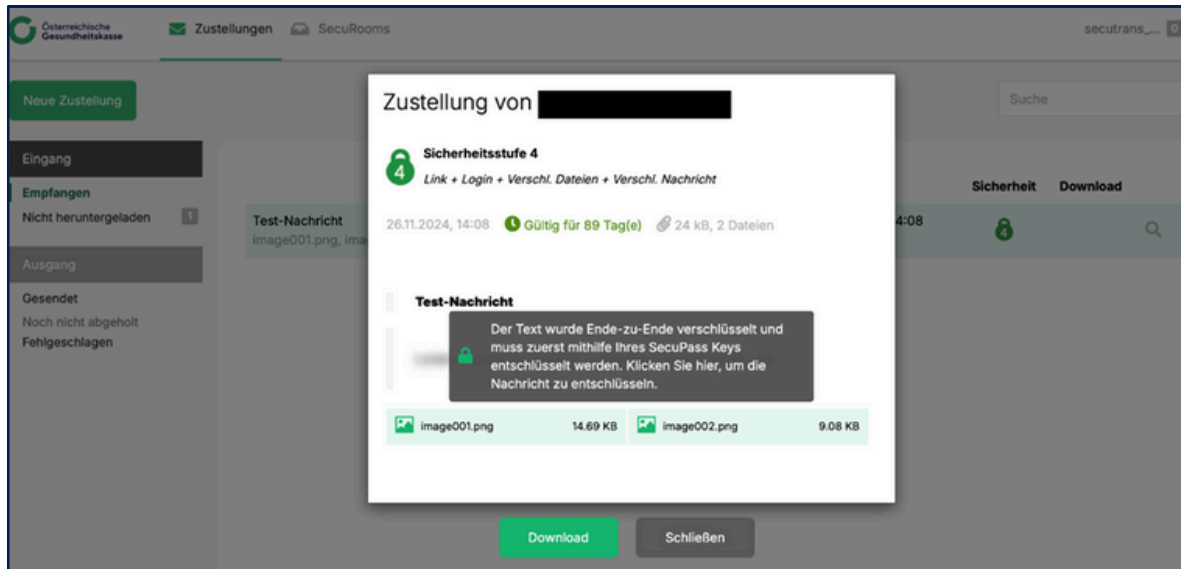 Österreichische
Gesundheitskasse
Zustellungen
SecuRooms
secutrans_...
Neue Zustellung
Suche
Eingang
Empfangen
Nicht heruntergeladen 1
Ausgang
Gesendet
Noch nicht abgeholt
Fehlgeschlagen
Sicherheit Download
Test-Nachricht 4:08 4
image001.png, ima
Zustellung von
4
Sicherheitsstufe 4
Link + Login + Verschl. Dateien + Verschl. Nachricht
26.11.2024, 14:08 Gültig für 89 Tag(e) 24 kB, 2 Dateien
Test-Nachricht
Der Text wurde Ende-zu-Ende verschlüsselt und
muss zuerst mithilfe Ihres SecuPass Keys
entschlüsselt werden. Klicken Sie hier, um die
Nachricht zu entschlüsseln.
image001.png 14.69 KB image002.png 9.08 KB
Download Schließen